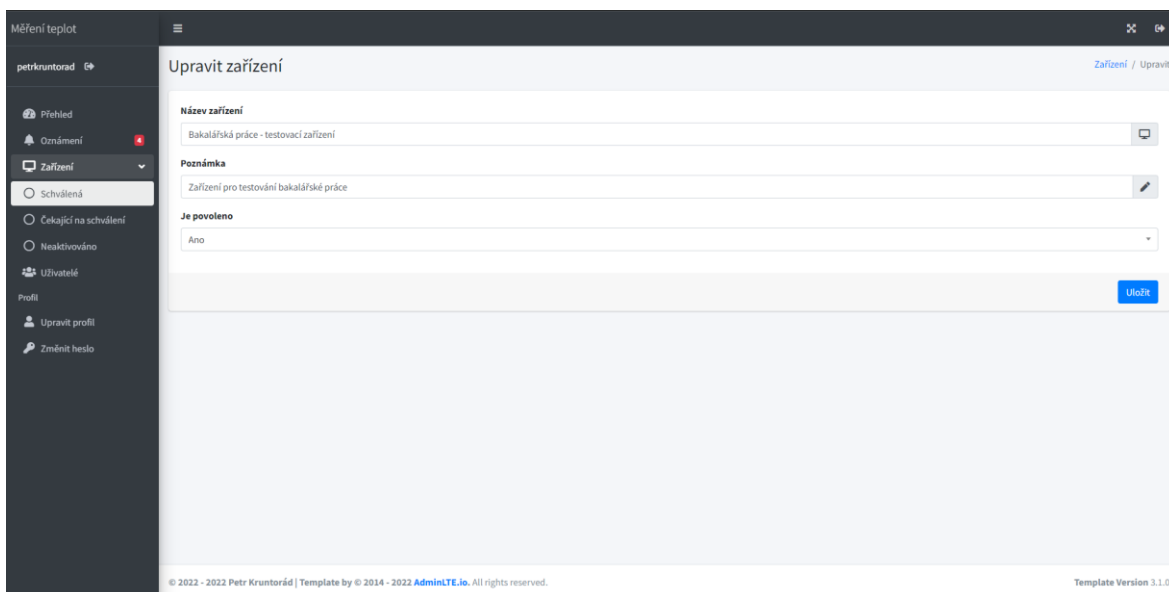 Měření teplot
petrkruntorad
Přehled
Oznámení 4
Zařízení
Schválená
Čekající na schválení
Neaktivováno
Uživatelé
Profil
Upravit profil
Změnit heslo
Upravit zařízení
Zařízení / Upravit
Název zařízení
Bakalářská práce - testovací zařízení
Poznámka
Zařízení pro testování bakalářské práce
Je povoleno
Ano
Uložit
© 2022 - 2022 Petr Kruntorád | Template by © 2014 - 2022 AdminLTE.io. All rights reserved.
Template Version 3.1.0